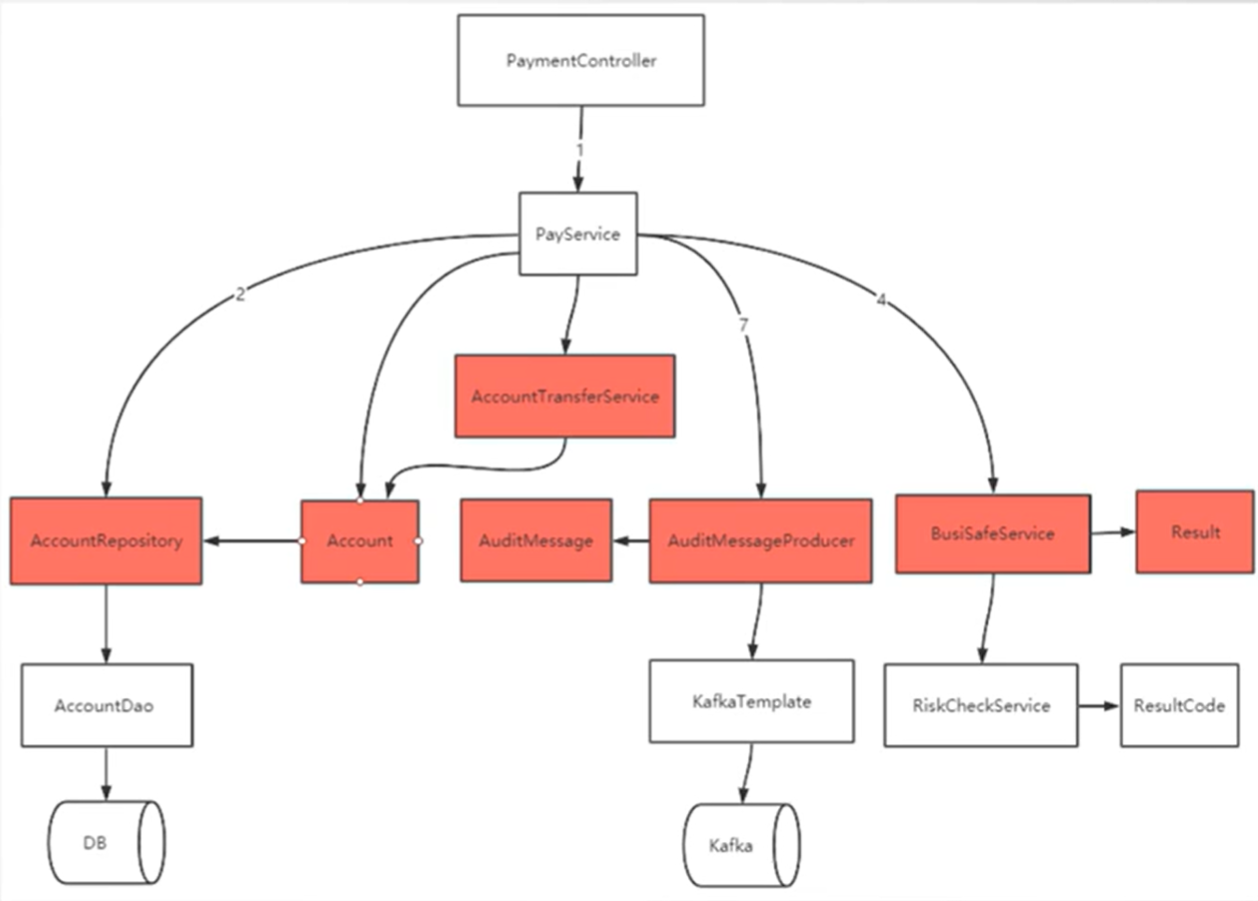 PaymentController
1
PayService
2
4
7
AccountTransferService
AccountRepository
Account
AuditMessage
AuditMessageProducer
BusiSafeService
Result
AccountDao
KafkaTemplate
RiskCheckService
ResultCode
DB
Kafka